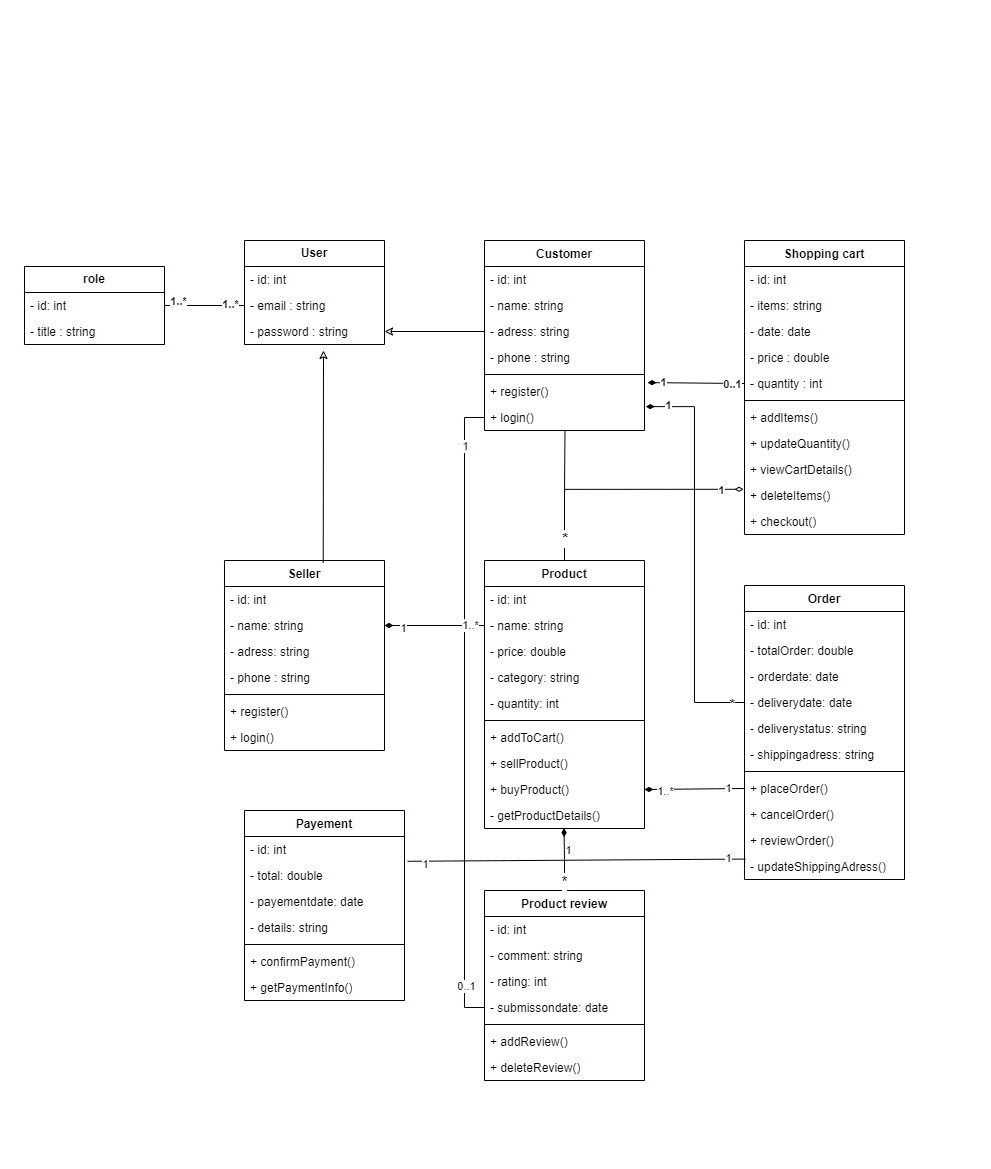 role
- id: int
- title : string
1..*
1..*
User
- id: int
- email : string
- password : string
Customer
- id: int
- name: string
- adress: string
- phone : string
+ register()
+ login()
1
0..1
1
1
Shopping cart
- id: int
- items: string
- date: date
- price : double
- quantity : int
+ addItems()
+ updateQuantity()
+ viewCartDetails()
+ deleteItems()
+ checkout()
1
*
Seller
- id: int
- name: string
- adress: string
- phone : string
+ register()
+ login()
1
1..*
Product
- id: int
- name: string
- price: double
- category: string
- quantity: int
+ addToCart()
+ sellProduct()
+ buyProduct()
- getProductDetails()
*
1..*
1
Order
- id: int
- totalOrder: double
- orderdate: date
- deliverydate: date
- deliverystatus: string
- shippingadress: string
+ placeOrder()
+ cancelOrder()
+ reviewOrder()
- updateShippingAdress()
Payement
- id: int
- total: double
- payementdate: date
- details: string
+ confirmPayment()
+ getPaymentInfo()
1
1
1
*
0..1
Product review
- id: int
- comment: string
- rating: int
- submissondate: date
+ addReview()
+ deleteReview()